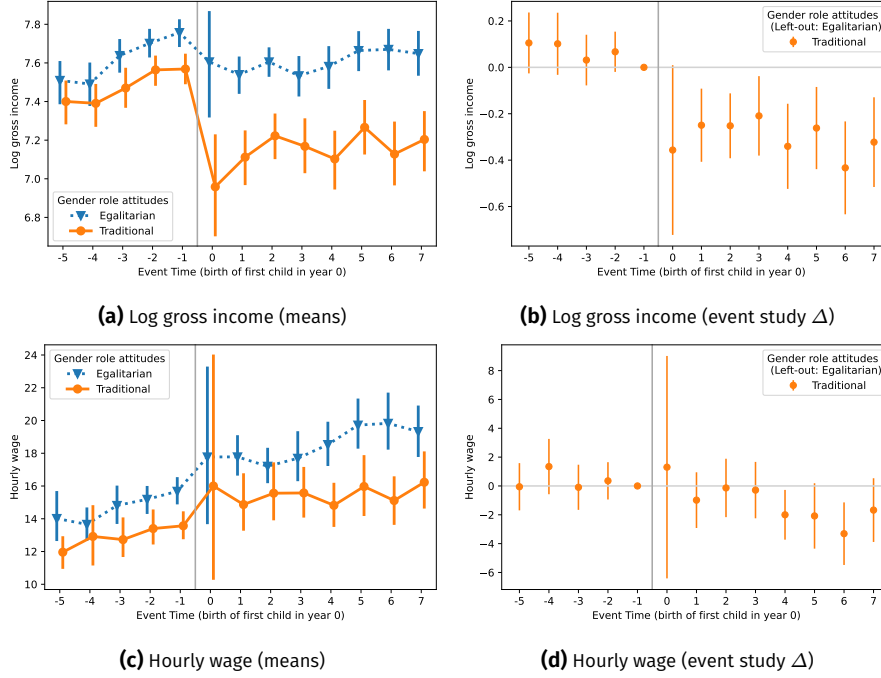 7.8
7.6
7.4
7.2
7.0
6.8
Log gross income
Gender role attitudes
Egalitarian
Traditional
-5 -4 -3 -2 -1 0 1 2 3 4 5 6 7
Event Time (birth of first child in year 0)
(a) Log gross income (means)
0.2
0.0
−0.2
−0.4
−0.6
Log gross income
Gender role attitudes
(Left-out: Egalitarian)
Traditional
-5 -4 -3 -2 -1 0 1 2 3 4 5 6 7
Event Time (birth of first child in year 0)
(b) Log gross income (event study Δ)
24
22
20
18
16
14
12
10
Hourly wage
Gender role attitudes
Egalitarian
Traditional
-5 -4 -3 -2 -1 0 1 2 3 4 5 6 7
Event Time (birth of first child in year 0)
(c) Hourly wage (means)
8
6
4
2
0
−2
−4
−6
Hourly wage
Gender role attitudes
(Left-out: Egalitarian)
Traditional
-5 -4 -3 -2 -1 0 1 2 3 4 5 6 7
Event Time (birth of first child in year 0)
(d) Hourly wage (event study Δ)